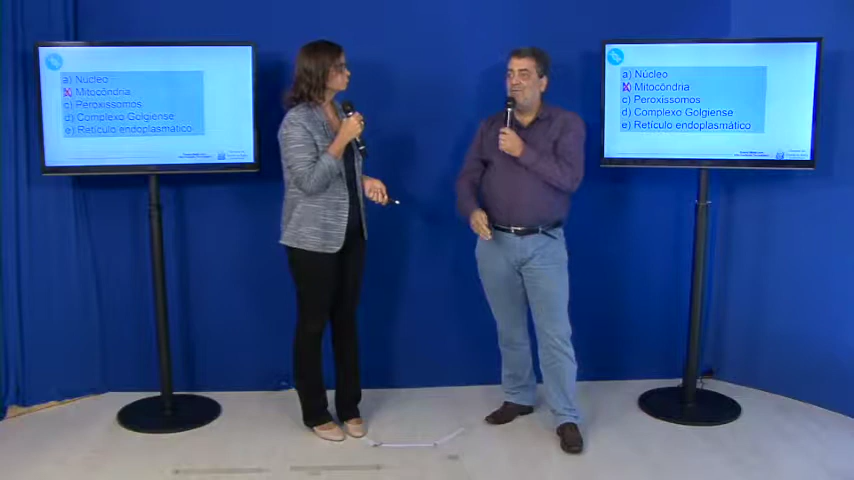 a) Núcleo
b) Mitocôndria
c) Peroxissomos
d) Complexo Golgiense
e) Retículo endoplasmático
a) Núcleo
b) Mitocôndria
c) Peroxissomos
d) Complexo Golgiense
e) Retículo endoplasmático